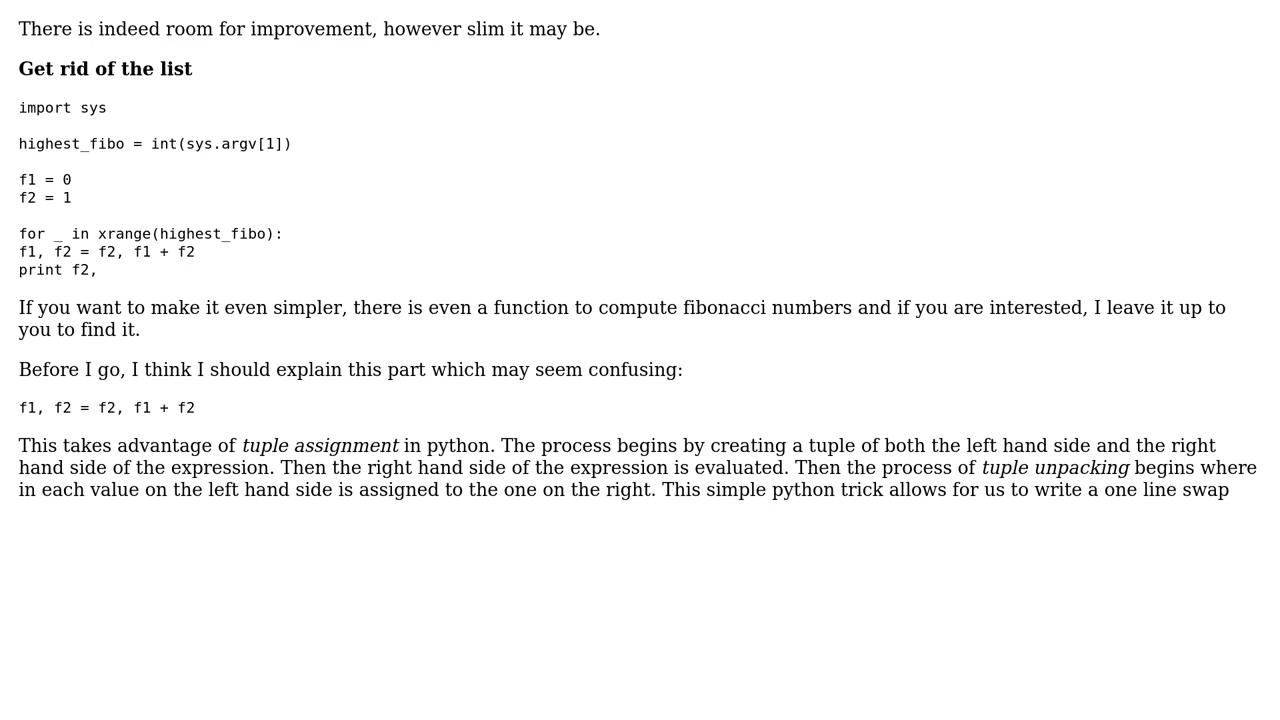 There is indeed room for improvement, however slim it may be.
Get rid of the list
import sys
highest_fibo = int(sys.argv[1])
f1 = 0
f2 = 1
for _ in xrange(highest_fibo):
f1, f2 = f2, f1 + f2
print f2,
If you want to make it even simpler, there is even a function to compute fibonacci numbers and if you are interested, I leave it up to
you to find it.
Before I go, I think I should explain this part which may seem confusing:
f1, f2 = f2, f1 + f2
This takes advantage of tuple assignment in python. The process begins by creating a tuple of both the left hand side and the right
hand side of the expression. Then the right hand side of the expression is evaluated. Then the process of tuple unpacking begins where
in each value on the left hand side is assigned to the one on the right. This simple python trick allows for us to write a one line swap